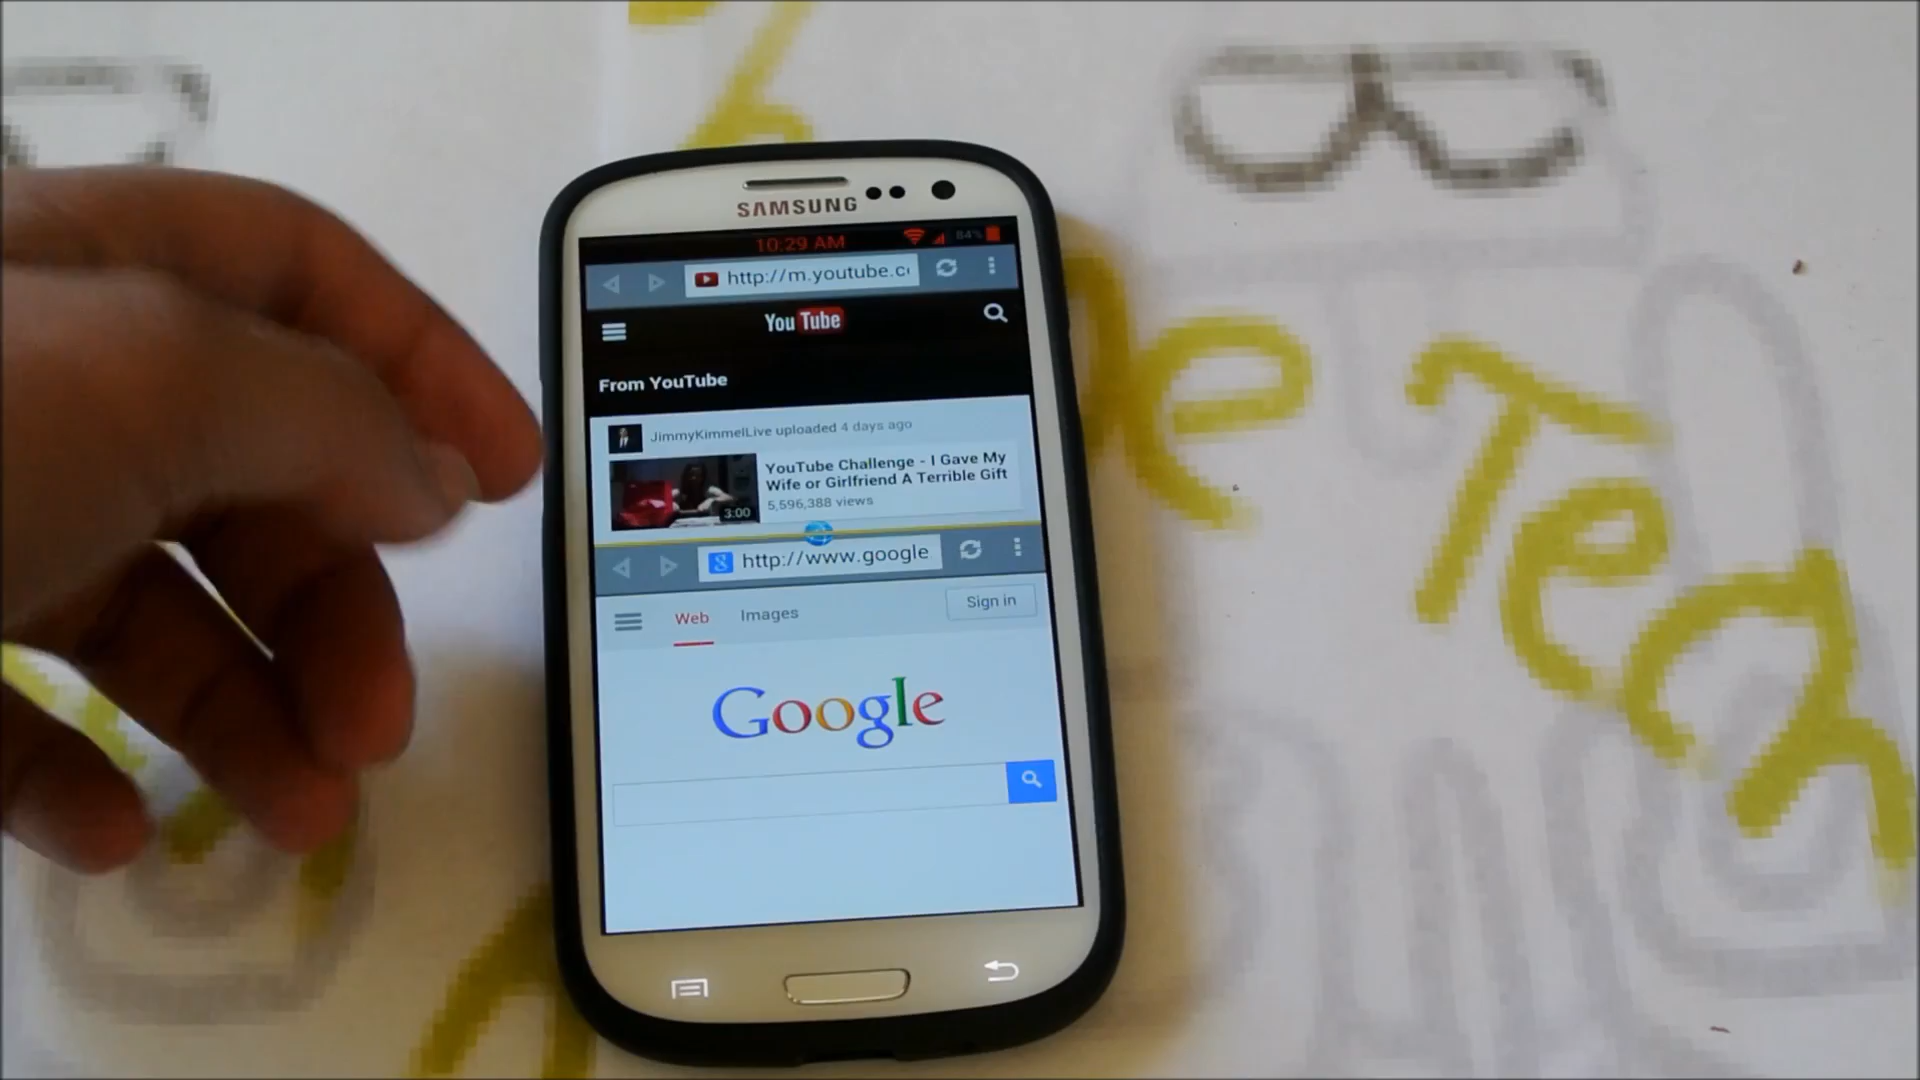 SAMSUNG
10:29 AM
84%
http://m.youtube.c
You Tube
From YouTube
JimmyKimmelLive uploaded 4 days ago
YouTube Challenge - I Gave My
Wife or Girlfriend A Terrible Gift
5,596,388 views
3:00
http://www.google
Web
Images
Sign in
Google
Tech